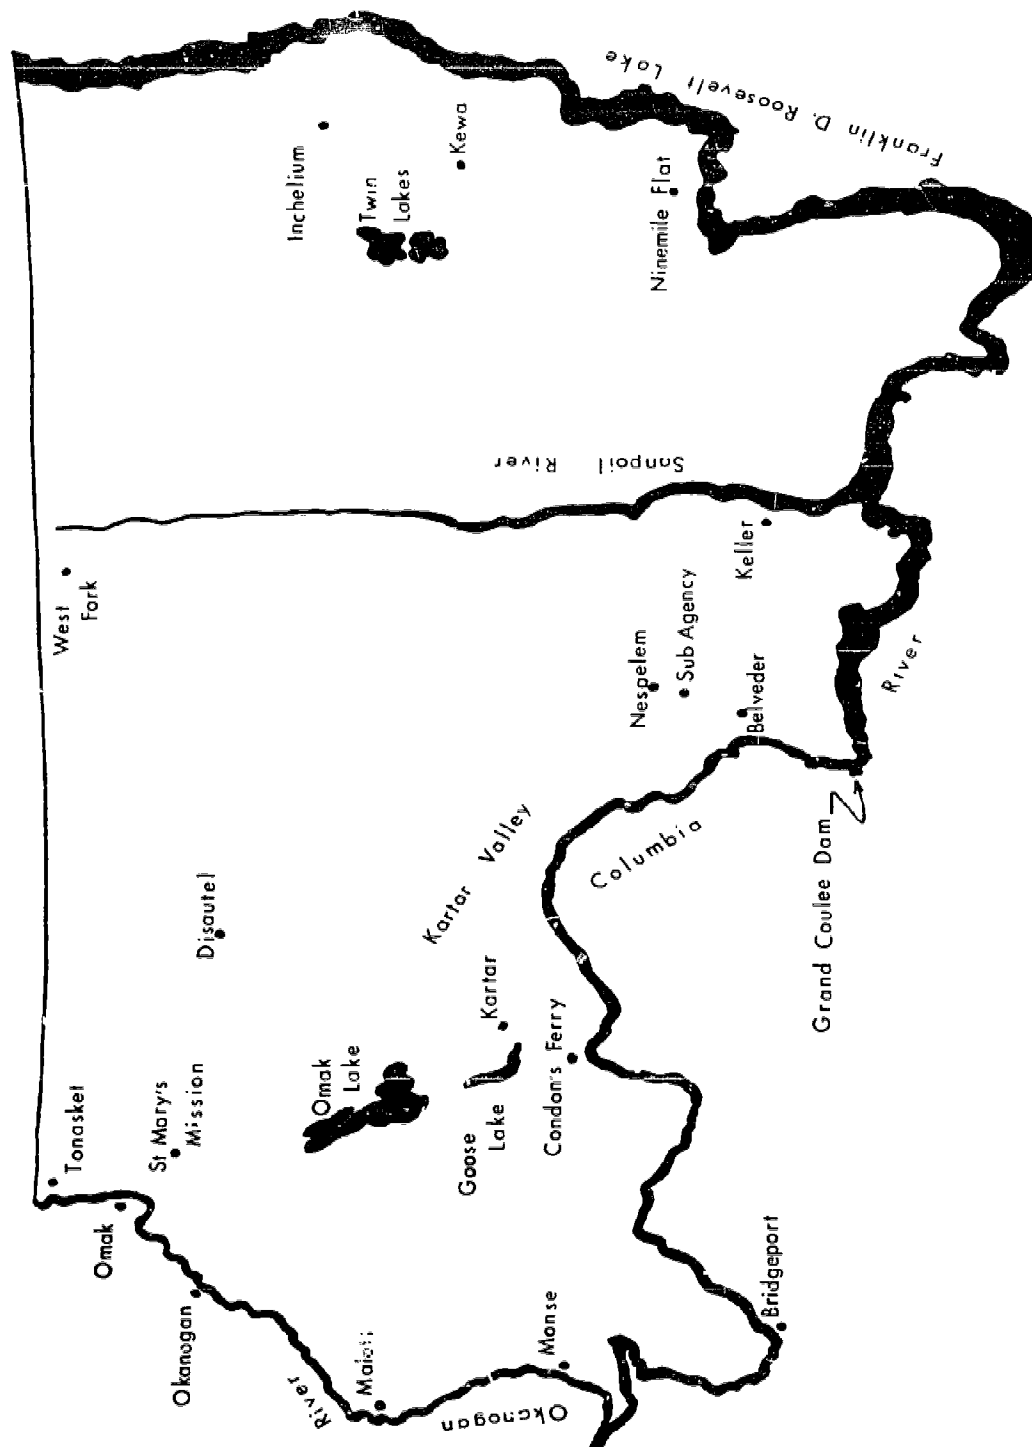 Tonasket
Omak
St Mary's
Mission
Okanogan
River
Okanogan
Monse
Bridgeport
Omak
Lake
Goose
Lake
Kartar
Condon's Ferry
Disautel
Kartar Valley
Columbia
River
Grand Coulee Dam
West
Fork
Nespelem
Sub Agency
Belveder
Keller
Sanpoil River
Inchelium
Twin
Lakes
Kewa
Ninemile Flat
Franklin D. Roosevelt Lake